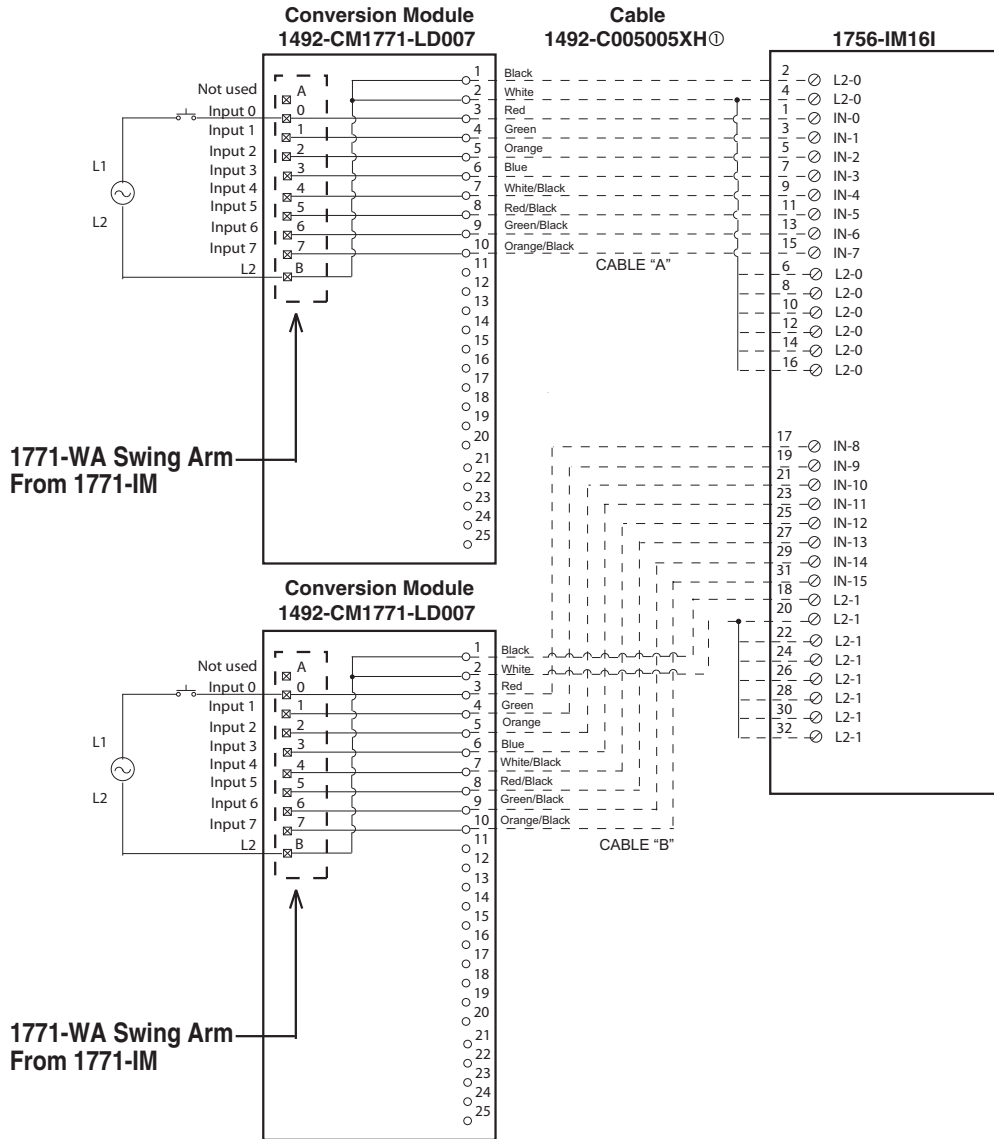 Conversion Module
1492-CM1771-LD007
Cable
1492-C005005XH①
1756-IM16I
Not used A
Input 0 0
Input 1 1
Input 2 2
Input 3 3
Input 4 4
Input 5 5
Input 6 6
Input 7 7
L2 B
L1
L2
1 Black 2 L2-0
2 White 4 L2-0
3 Red 1 IN-0
4 Green 3 IN-1
5 Orange 5 IN-2
6 Blue 7 IN-3
7 White/Black 9 IN-4
8 Red/Black 11 IN-5
9 Green/Black 13 IN-6
10 Orange/Black 15 IN-7
CABLE "A"
11
12
13
14
15
16
17
18
19
20
21
22
23
24
25
6 L2-0
8 L2-0
10 L2-0
12 L2-0
14 L2-0
16 L2-0
1771-WA Swing Arm
From 1771-IM
17 IN-8
19 IN-9
21 IN-10
23 IN-11
25 IN-12
27 IN-13
29 IN-14
31 IN-15
18 L2-1
20 L2-1
22 L2-1
24 L2-1
26 L2-1
28 L2-1
30 L2-1
32 L2-1
Conversion Module
1492-CM1771-LD007
Not used A
Input 0 0
Input 1 1
Input 2 2
Input 3 3
Input 4 4
Input 5 5
Input 6 6
Input 7 7
L2 B
L1
L2
1 Black
2 White
3 Red
4 Green
5 Orange
6 Blue
7 White/Black
8 Red/Black
9 Green/Black
10 Orange/Black
CABLE "B"
11
12
13
14
15
16
17
18
19
20
21
22
23
24
25
1771-WA Swing Arm
From 1771-IM